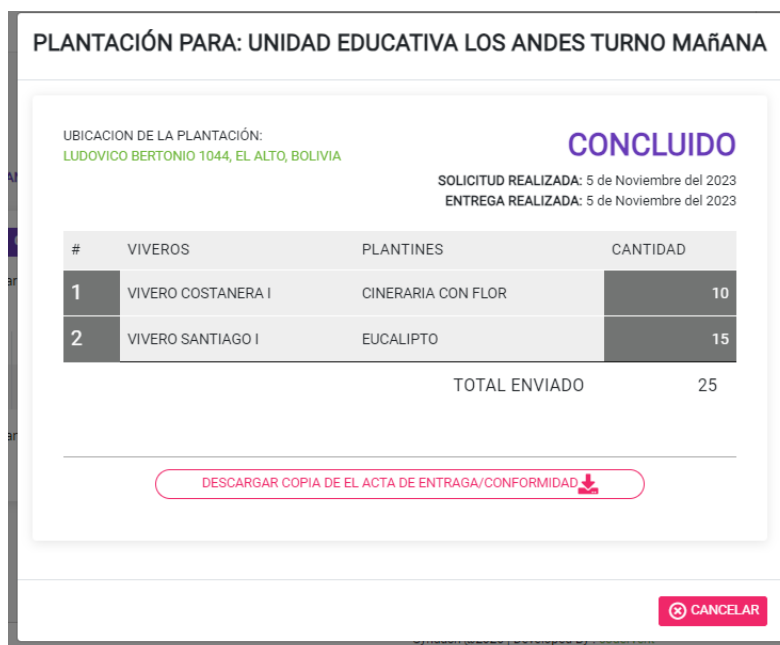 PLANTACIÓN PARA: UNIDAD EDUCATIVA LOS ANDES TURNO MAñANA
UBICACION DE LA PLANTACIÓN:
LUDOVICO BERTONIO 1044, EL ALTO, BOLIVIA
CONCLUIDO
SOLICITUD REALIZADA: 5 de Noviembre del 2023
ENTREGA REALIZADA: 5 de Noviembre del 2023
# VIVEROS PLANTINES CANTIDAD
1 VIVERO COSTANERA I CINERARIA CON FLOR 10
2 VIVERO SANTIAGO I EUCALIPTO 15
TOTAL ENVIADO 25
DESCARGAR COPIA DE EL ACTA DE ENTRAGA/CONFORMIDAD
CANCELAR